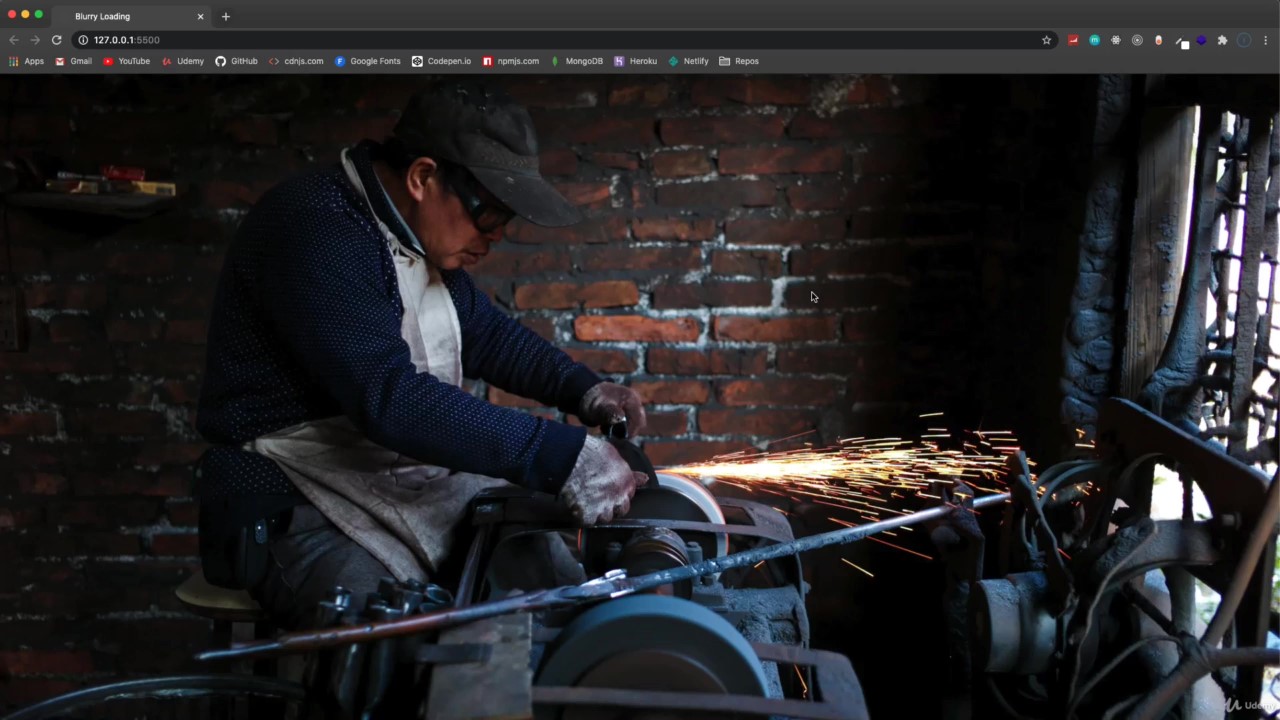 Blurry Loading
127.0.0.1:5500
Apps Gmail YouTube Udemy GitHub cdnjs.com Google Fonts Codepen.io npmjs.com MongoDB Heroku Netlify Repos
Udemy